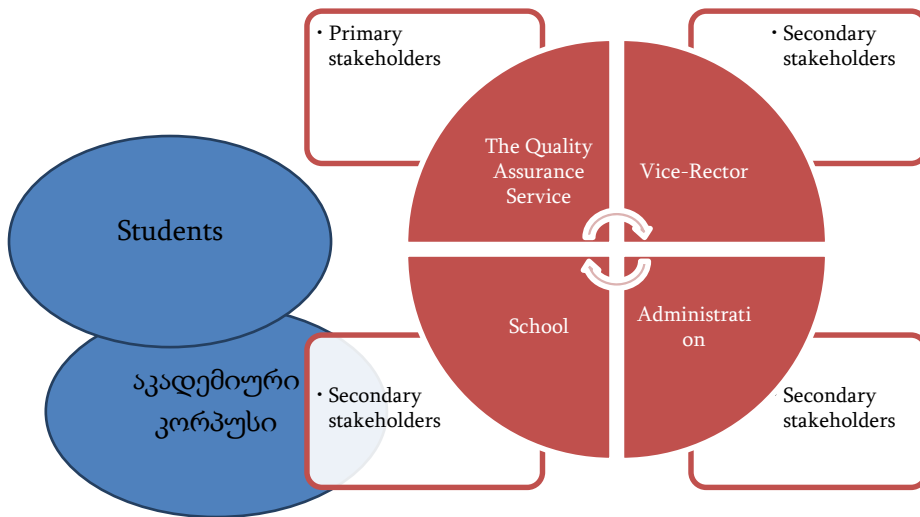 · Primary
stakeholders
· Secondary
stakeholders
The Quality
Assurance
Service
Vice-Rector
Students
School
Administrati
on
აკადემიური
კორპუსი
· Secondary
stakeholders
· Secondary
stakeholders